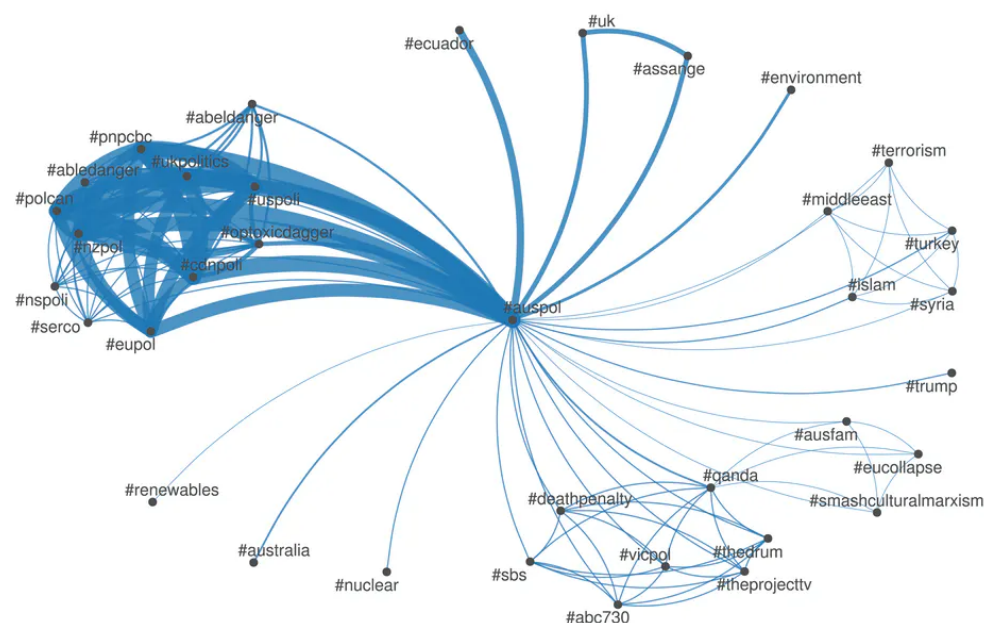 #uk
#ecuador
#assange
#environment
#abeldanger
#pnpcbc
#ukpolitics
#abledanger
#polcan
#uspoli
#optoxicdagger
#nzpol
#cdnpoli
#nspoli
#serco
#eupol
#auspol
#terrorism
#middleeast
#turkey
#islam
#syria
#trump
#ausfam
#eucollapse
#qanda
#smashculturalmarxism
#renewables
#deathpenalty
#australia
#vicpol
#thedrum
#nuclear
#sbs
#theprojecttv
#abc730